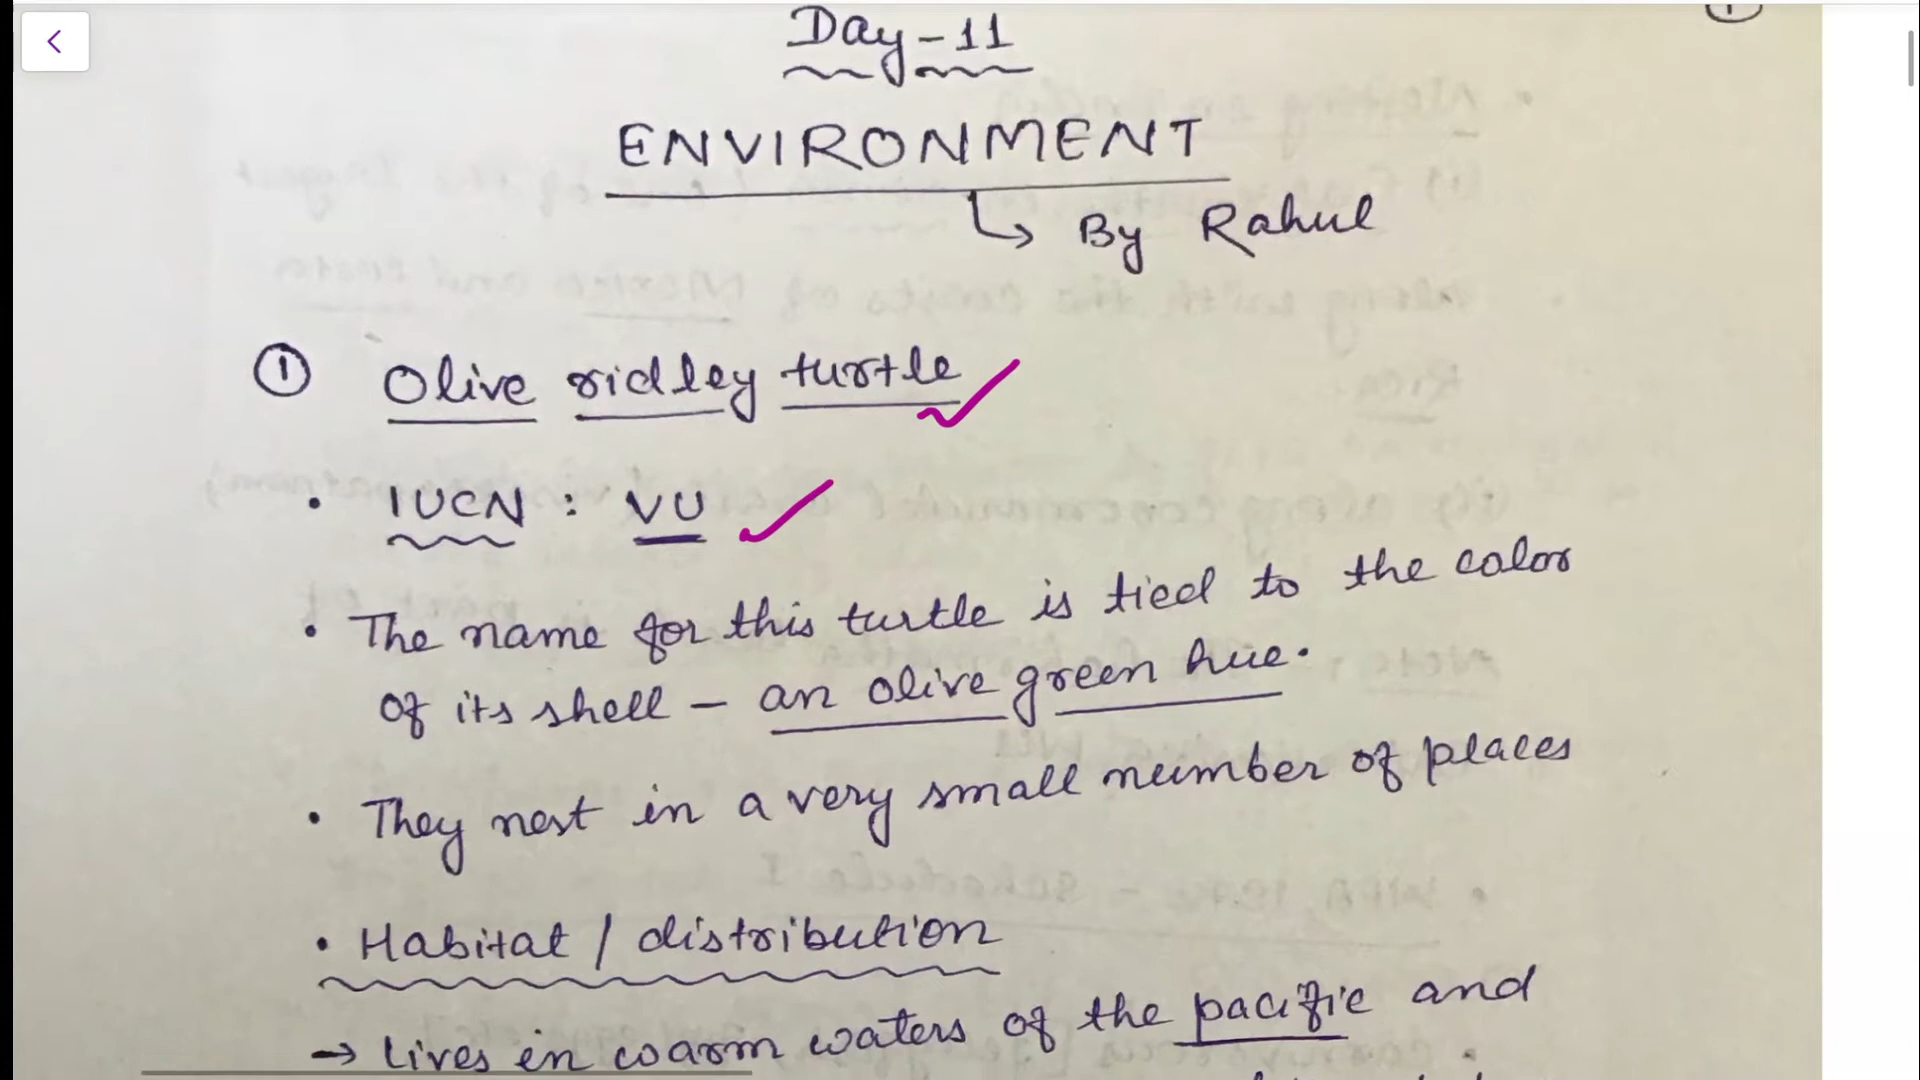 Day-11
ENVIRONMENT
↳ By Rahul
① Olive ridley turtle
• IUCN : VU
• The name for this turtle is tied to the color
of its shell – an olive green hue.
• They nest in a very small number of places
• Habitat / distribution
→ Lives in warm waters of the pacific and